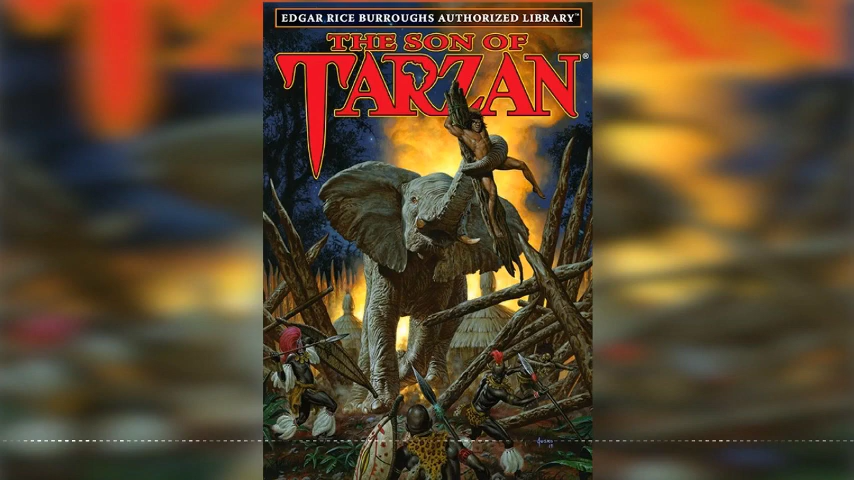 EDGAR RICE BURROUGHS AUTHORIZED LIBRARY™
THE SON OF
TARZAN®